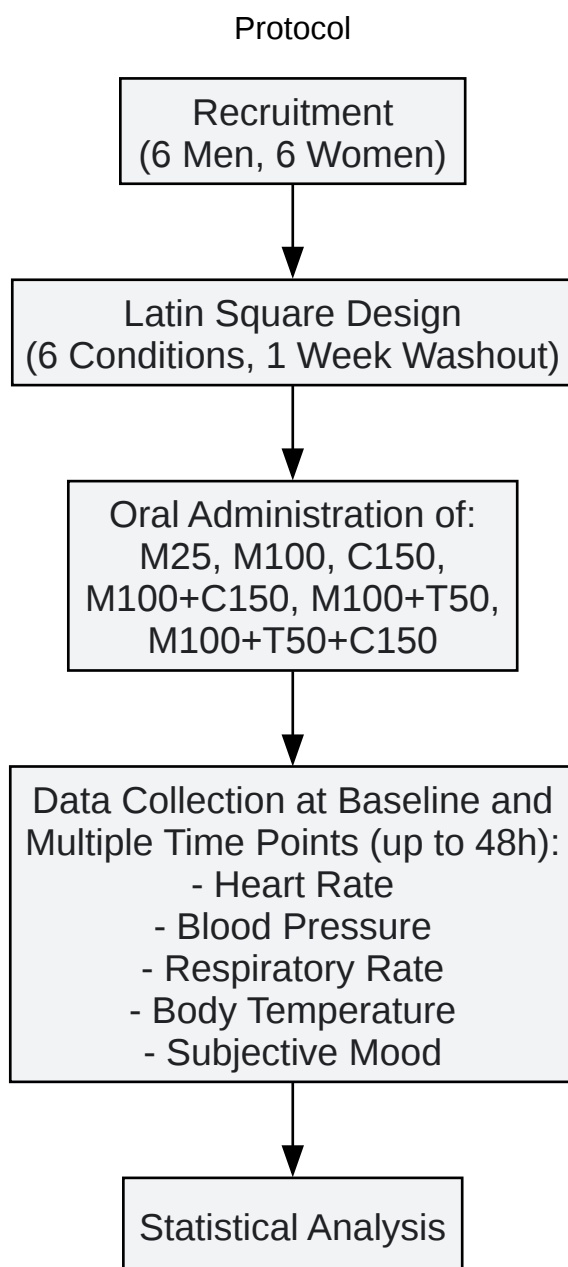 Protocol
Recruitment
(6 Men, 6 Women)
Latin Square Design
(6 Conditions, 1 Week Washout)
Oral Administration of:
M25, M100, C150,
M100+C150, M100+T50,
M100+T50+C150
Data Collection at Baseline and
Multiple Time Points (up to 48h):
- Heart Rate
- Blood Pressure
- Respiratory Rate
- Body Temperature
- Subjective Mood
Statistical Analysis